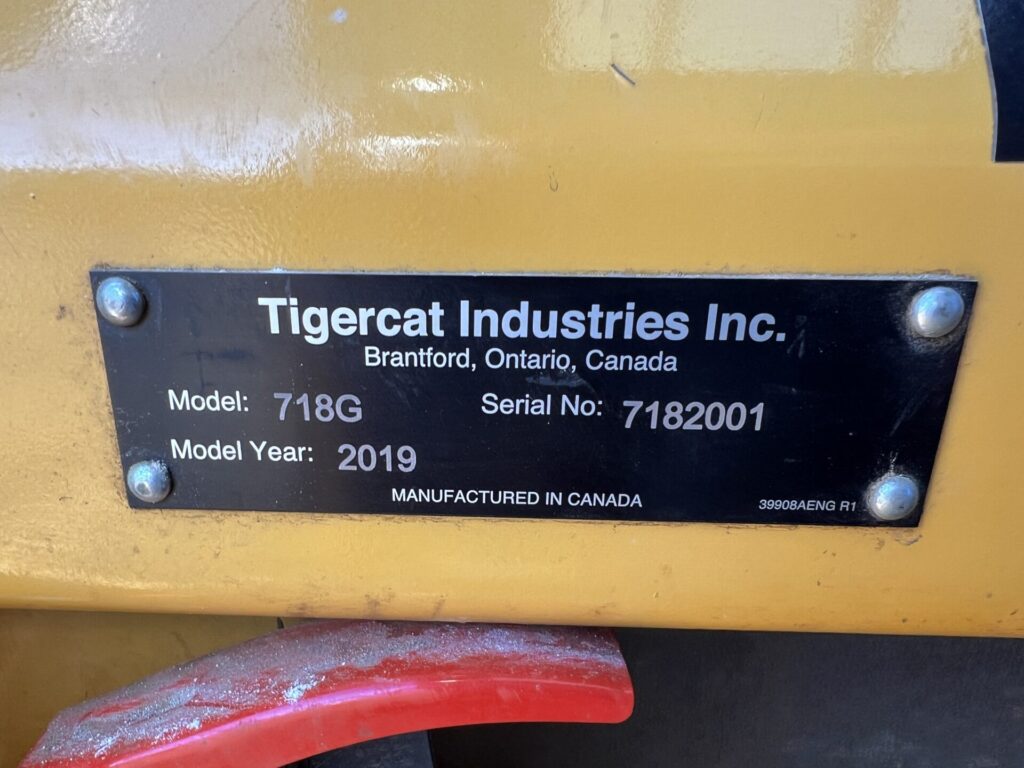 Tigercat Industries Inc.
Brantford, Ontario, Canada
Model: 718G Serial No: 7182001
Model Year: 2019
MANUFACTURED IN CANADA 39908AENG R1